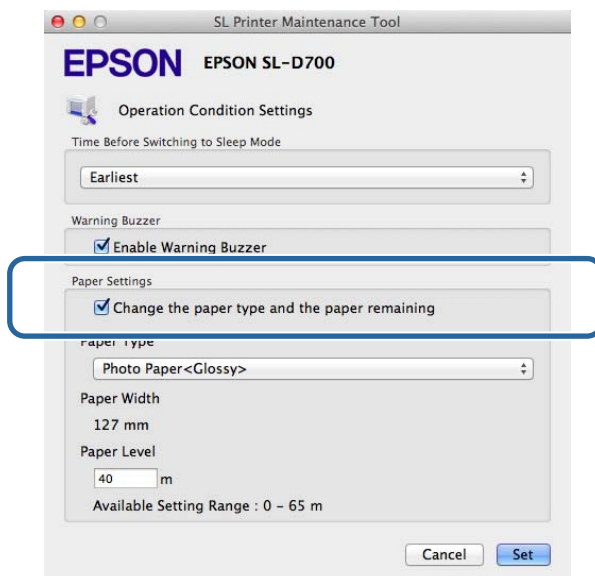 SL Printer Maintenance Tool
EPSON EPSON SL-D700
Operation Condition Settings
Time Before Switching to Sleep Mode
Earliest
Warning Buzzer
Enable Warning Buzzer
Paper Settings
Change the paper type and the paper remaining
Paper Type
Photo Paper<Glossy>
Paper Width
127 mm
Paper Level
40 m
Available Setting Range : 0 – 65 m
Cancel Set